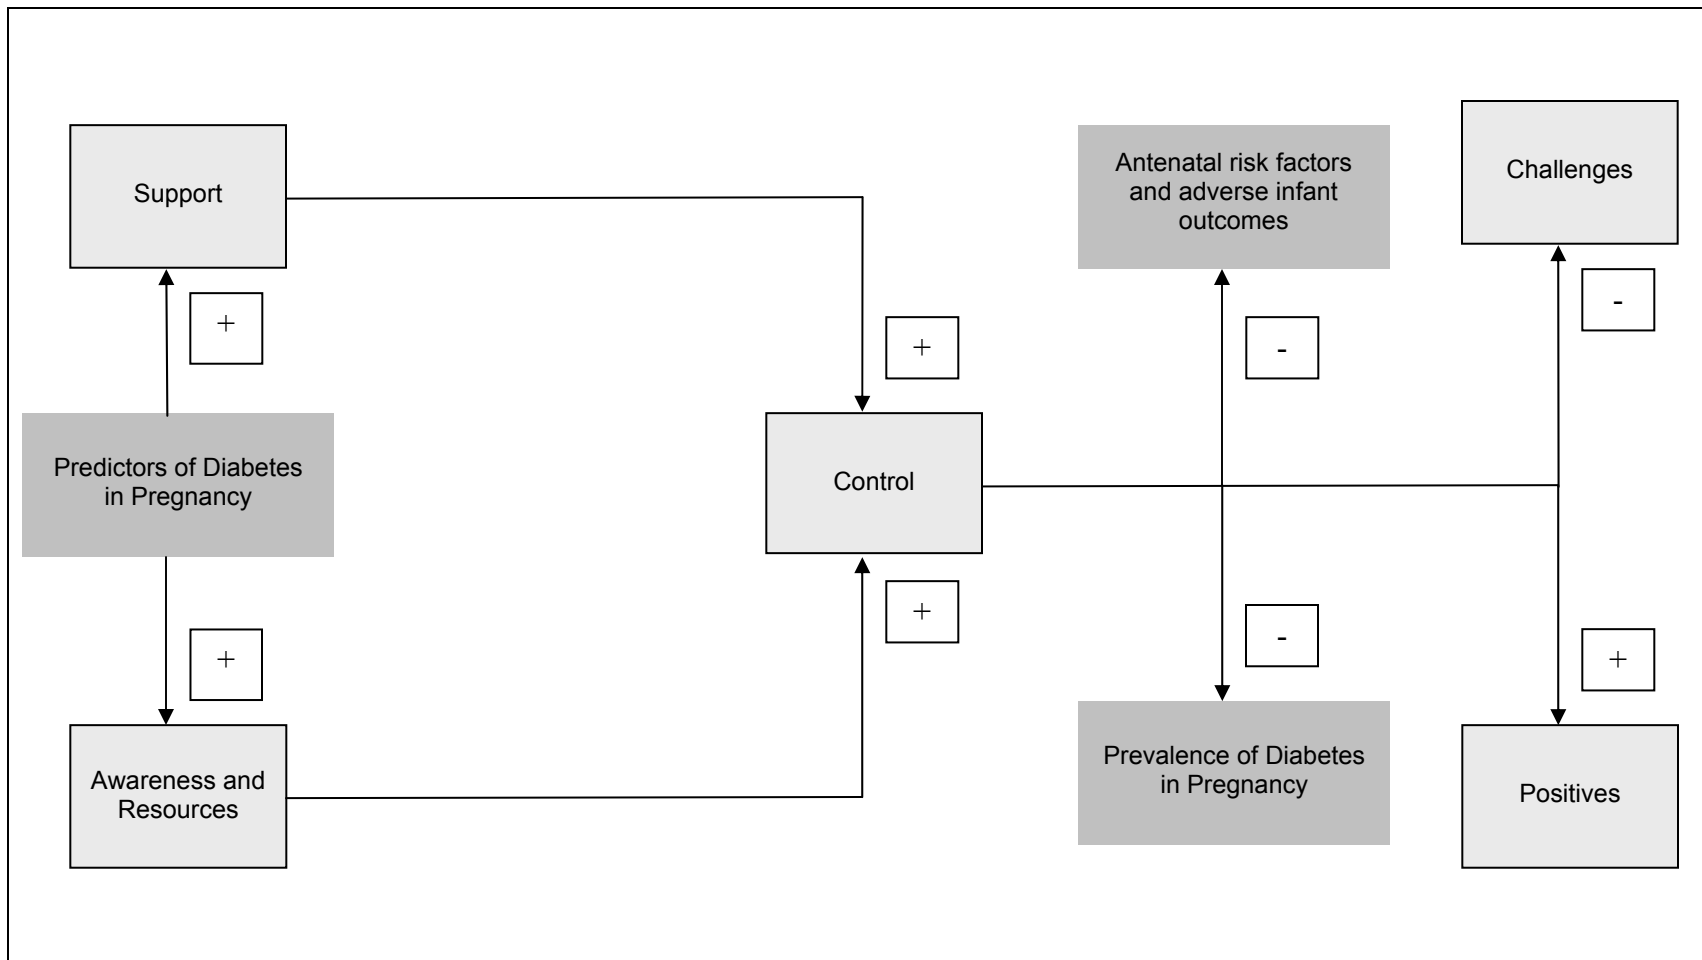 Support
+
Predictors of Diabetes
in Pregnancy
+
Awareness and
Resources
+
Control
+
Antenatal risk factors
and adverse infant
outcomes
-
-
Prevalence of Diabetes
in Pregnancy
Challenges
-
+
Positives